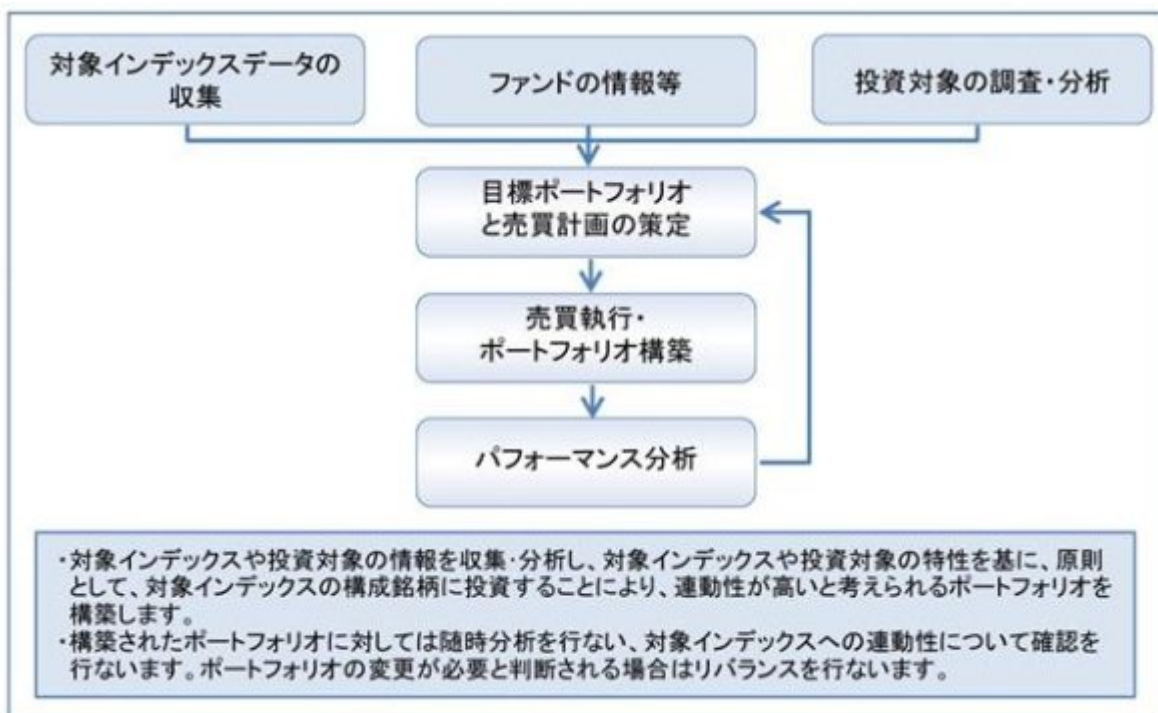 対象インデックスデータの
収集
ファンドの情報等
投資対象の調査・分析
目標ポートフォリオ
と売買計画の策定
売買執行・
ポートフォリオ構築
パフォーマンス分析
・対象インデックスや投資対象の情報を収集・分析し、対象インデックスや投資対象の特性を基に、原則
として、対象インデックスの構成銘柄に投資することにより、連動性が高いと考えられるポートフォリオを
構築します。
・構築されたポートフォリオに対しては随時分析を行ない、対象インデックスへの連動性について確認を
行ないます。ポートフォリオの変更が必要と判断される場合はリバランスを行ないます。